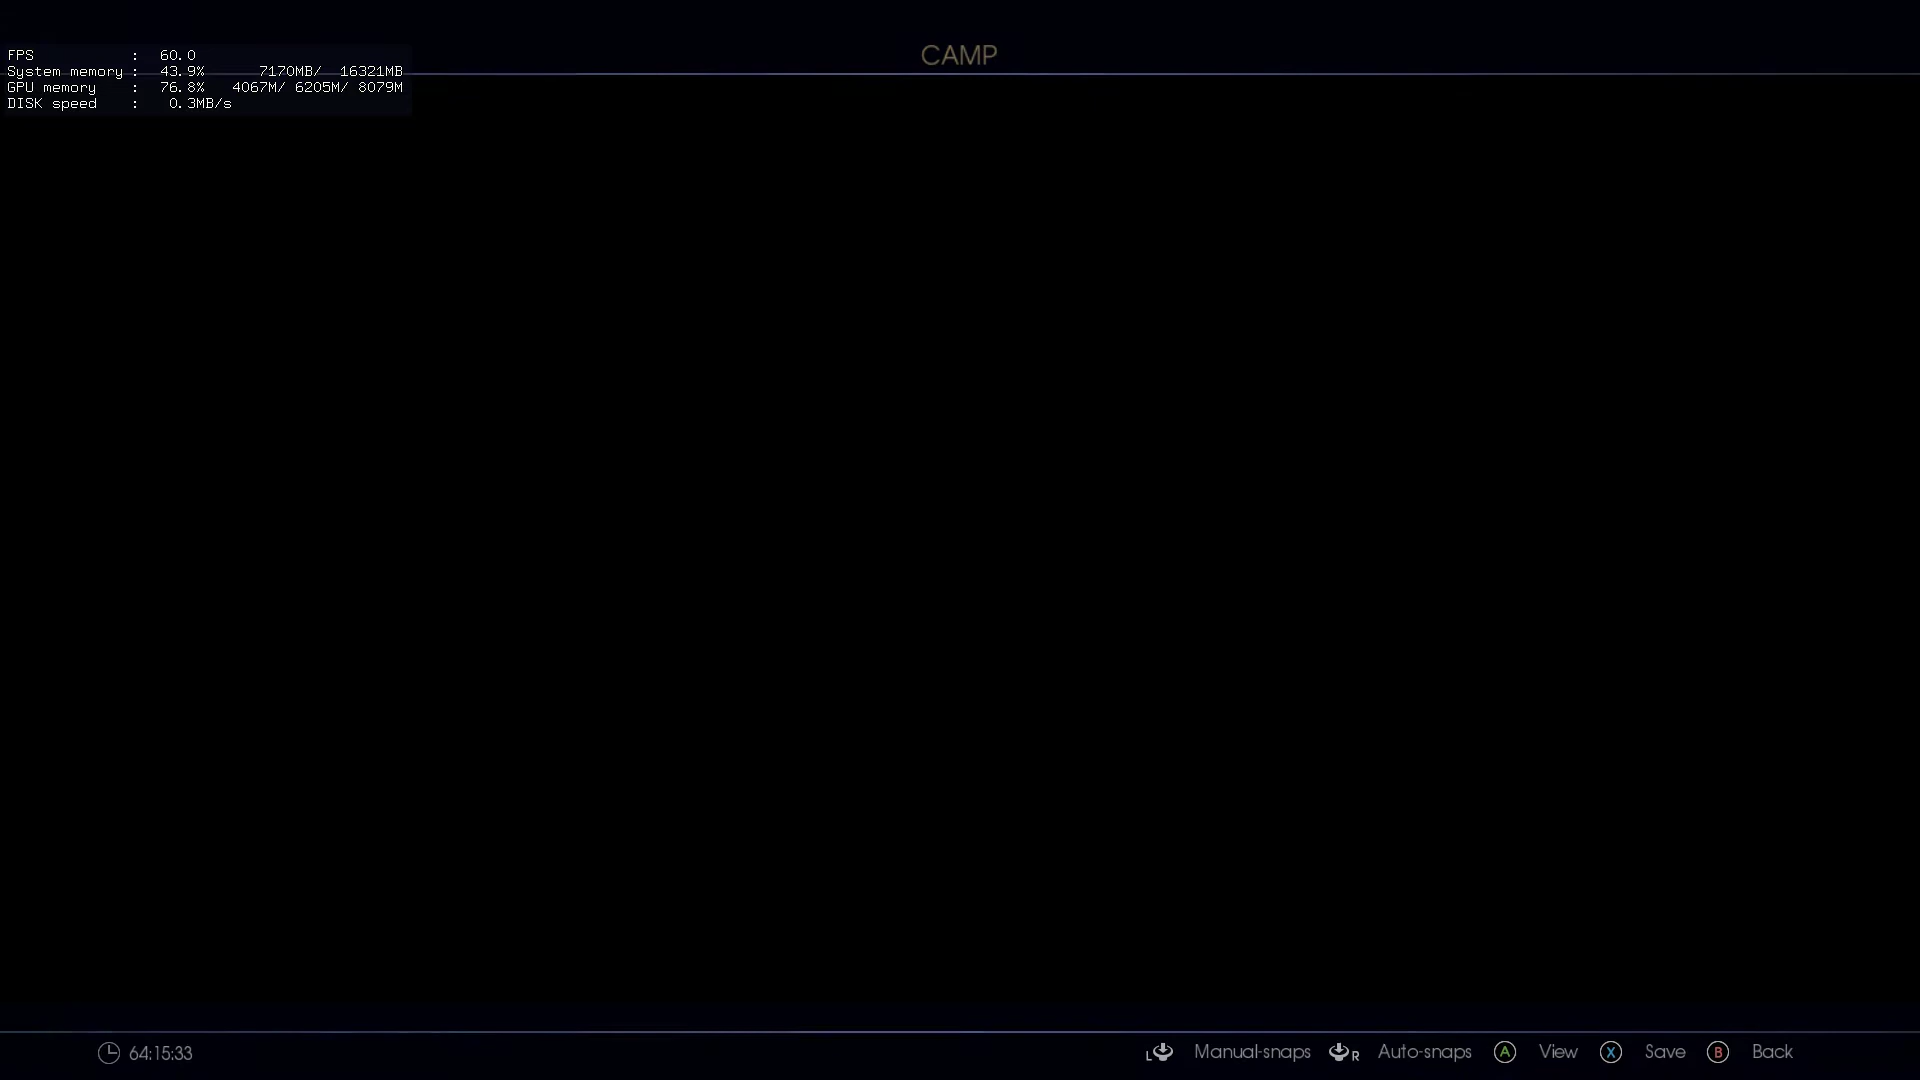 CAMP
FPS : 60.0
System memory : 43.9% 7170MB/ 16321MB
GPU memory : 76.8% 4067M/ 6205M/ 8079M
DISK speed : 0.3MB/s
64:15:33 L Manual-snaps R Auto-snaps A View X Save B Back